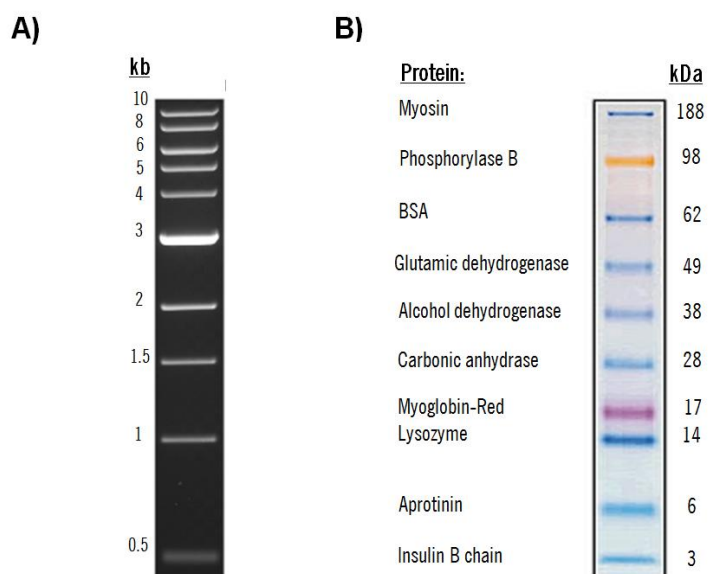 A)
kb
10
8
6
5
4
3
2
1.5
1
0.5
B)
Protein: kDa
Myosin 188
Phosphorylase B 98
BSA 62
Glutamic dehydrogenase 49
Alcohol dehydrogenase 38
Carbonic anhydrase 28
Myoglobin-Red 17
Lysozyme 14
Aprotinin 6
Insulin B chain 3